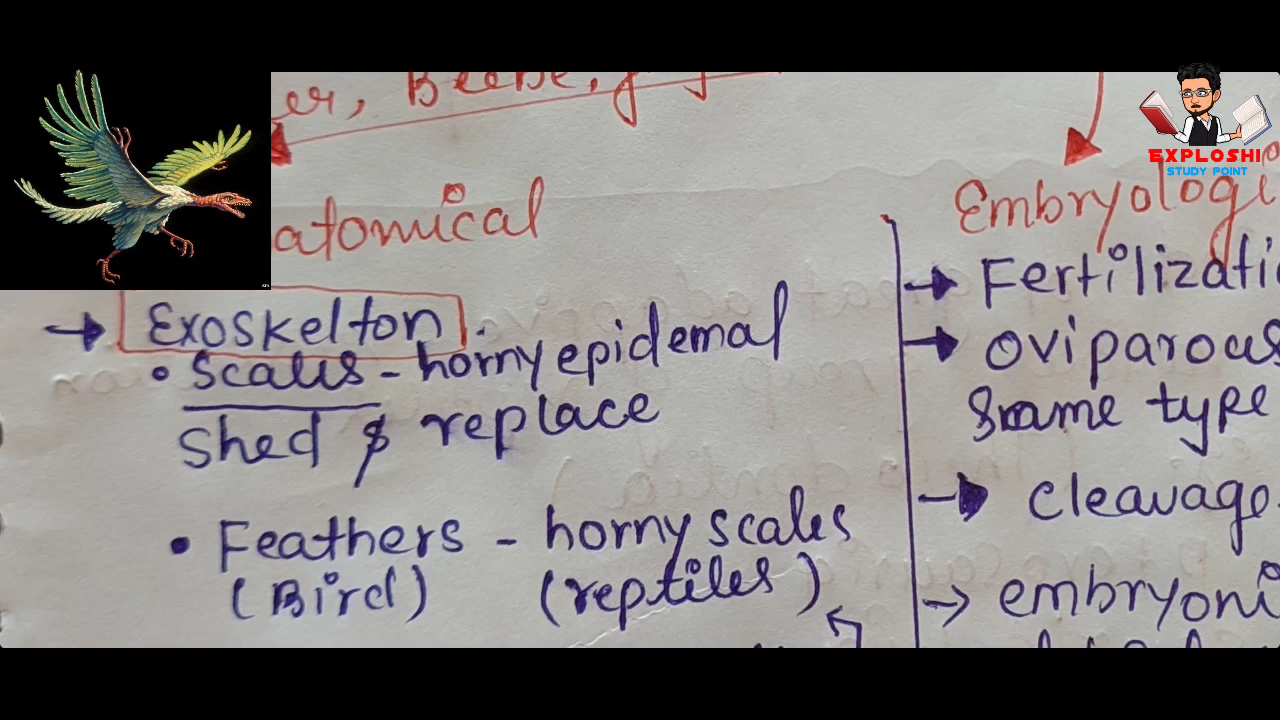 er, Beebe,
EXPLOSHI
STUDY POINT
atomical
Embryologi
→ Exoskelton.
• Scales - horny epidemal
Shed & replace
• Feathers - horny scales
(Bird) (reptiles)
→ Fertilizati
→ oviparous
Same type
→ cleavage
→ embryoni